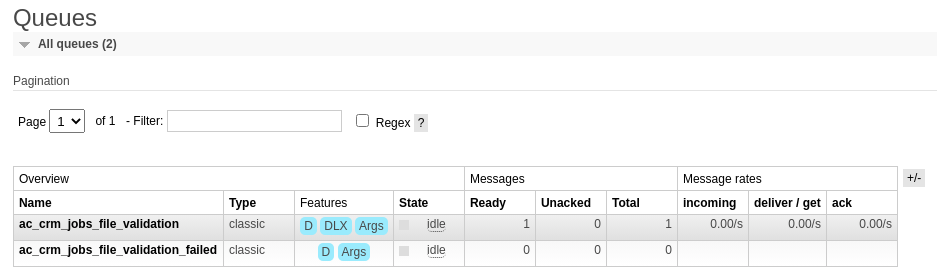 Queues
All queues (2)
Pagination
Page 1 of 1 - Filter: Regex ?
Overview Messages Message rates +/-
Name Type Features State Ready Unacked Total incoming deliver / get ack
ac_crm_jobs_file_validation classic D DLX Args idle 1 0 1 0.00/s 0.00/s 0.00/s
ac_crm_jobs_file_validation_failed classic D Args idle 0 0 0